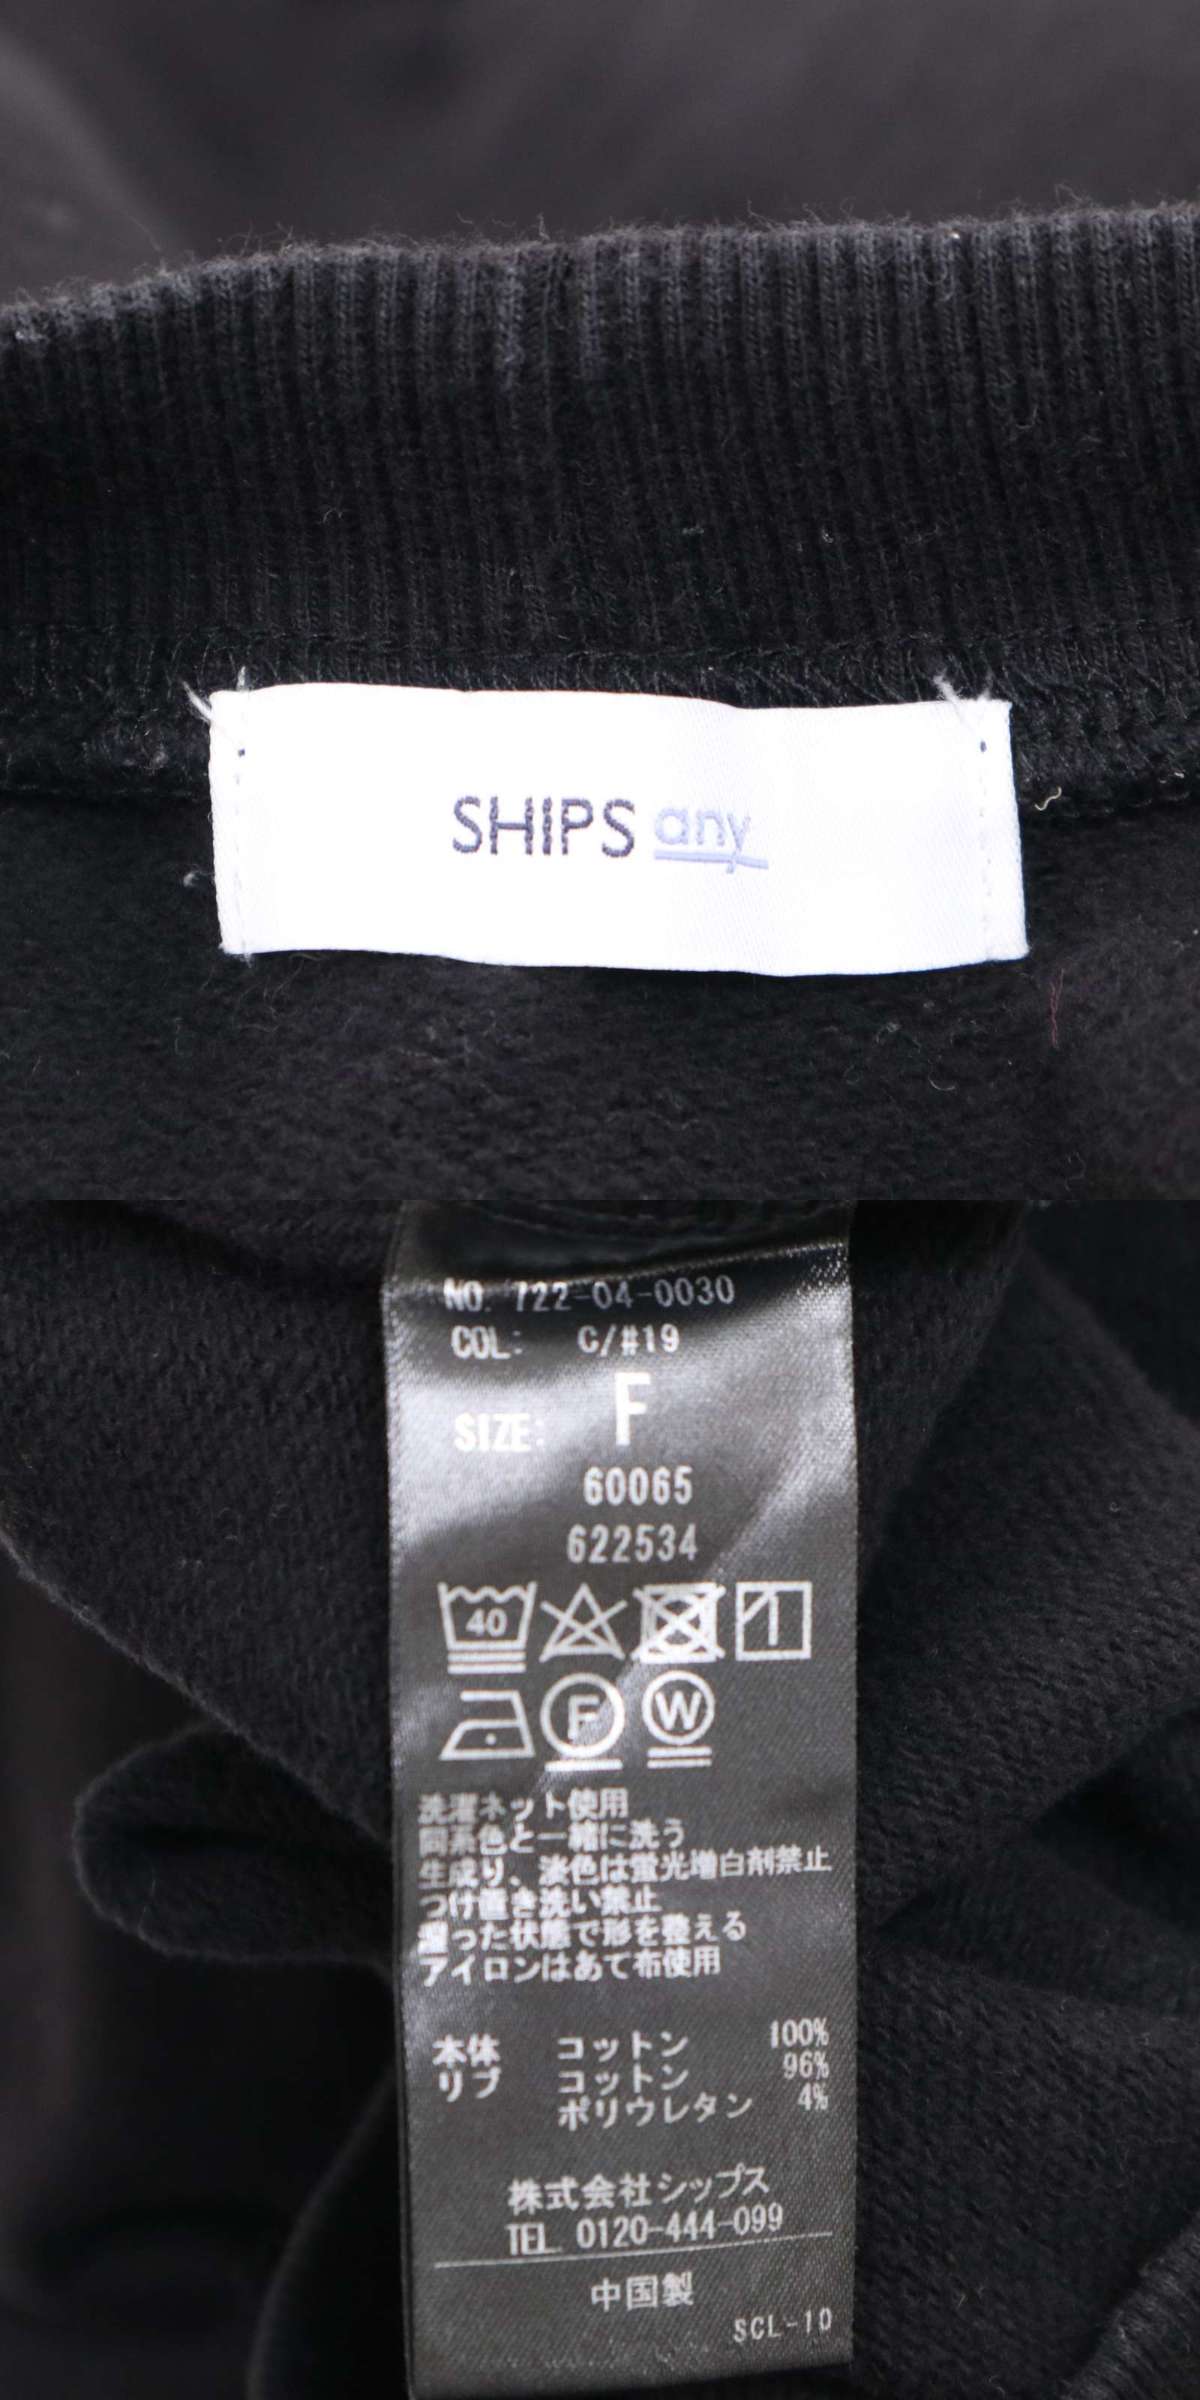 SHIPS any
NO. 722-04-0030
COL: C/#19
SIZE: F
60065
622534
40
F W
洗濯ネット使用
同系色と一緒に洗う
生成り、淡色は蛍光増白剤禁止
つけ置き洗い禁止
湿った状態で形を整える
アイロンはあて布使用
本体 コットン 100%
リブ コットン 96%
ポリウレタン 4%
株式会社シップス
TEL 0120-444-099
中国製
SCL-10